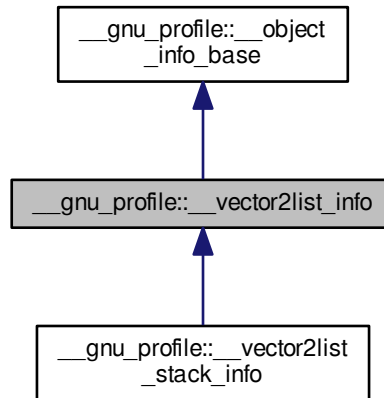 __gnu_profile::__object
_info_base
__gnu_profile::__vector2list_info
__gnu_profile::__vector2list
_stack_info